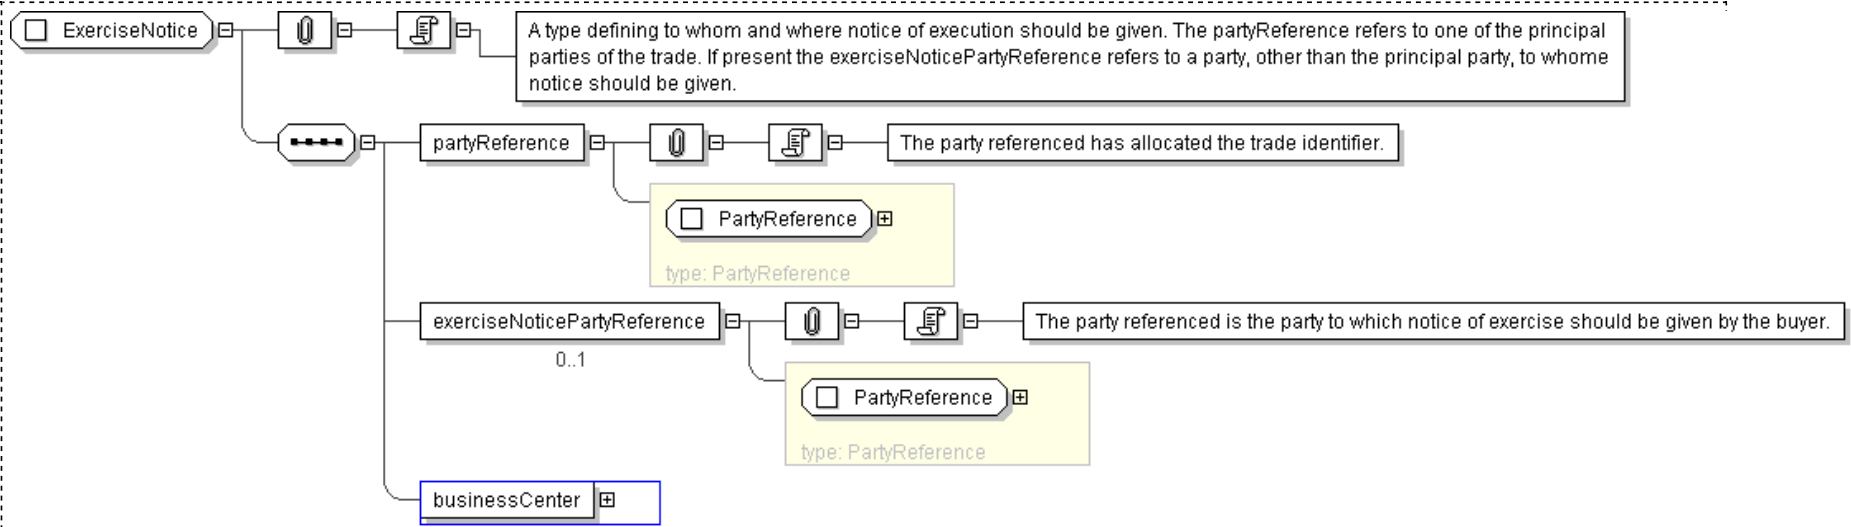 ExerciseNotice
A type defining to whom and where notice of execution should be given. The partyReference refers to one of the principal
parties of the trade. If present the exerciseNoticePartyReference refers to a party, other than the principal party, to whome
notice should be given.
partyReference
The party referenced has allocated the trade identifier.
PartyReference
type: PartyReference
exerciseNoticePartyReference
The party referenced is the party to which notice of exercise should be given by the buyer.
0..1
PartyReference
type: PartyReference
businessCenter